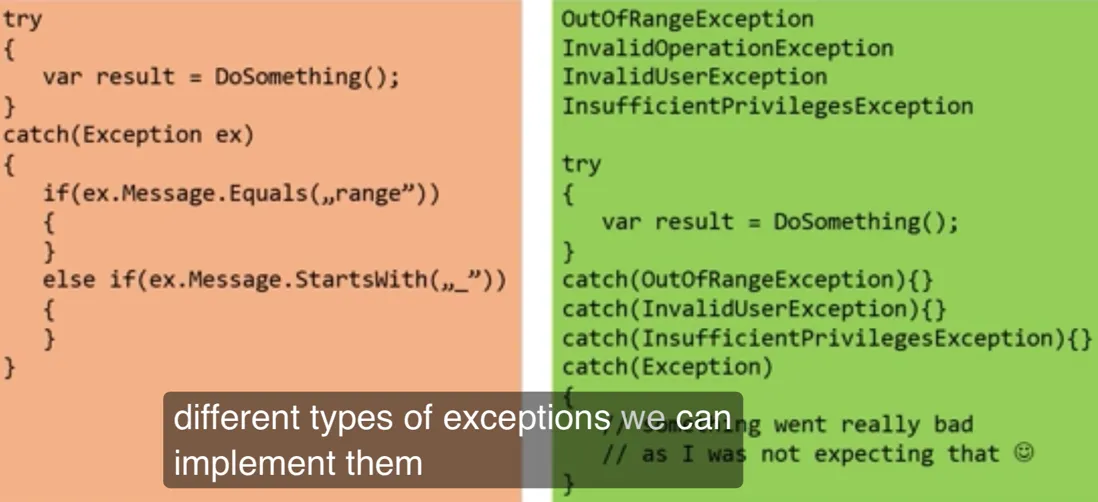 try
{
var result = DoSomething();
}
catch(Exception ex)
{
if(ex.Message.Equals(„range”))
{
}
else if(ex.Message.StartsWith(„_”))
{
}
}
OutOfRangeException
InvalidOperationException
InvalidUserException
InsufficientPrivilegesException
try
{
var result = DoSomething();
}
catch(OutOfRangeException){}
catch(InvalidUserException){}
catch(InsufficientPrivilegesException){}
catch(Exception)
{
// something went really bad
// as I was not expecting that ☺
}
different types of exceptions we can
implement them